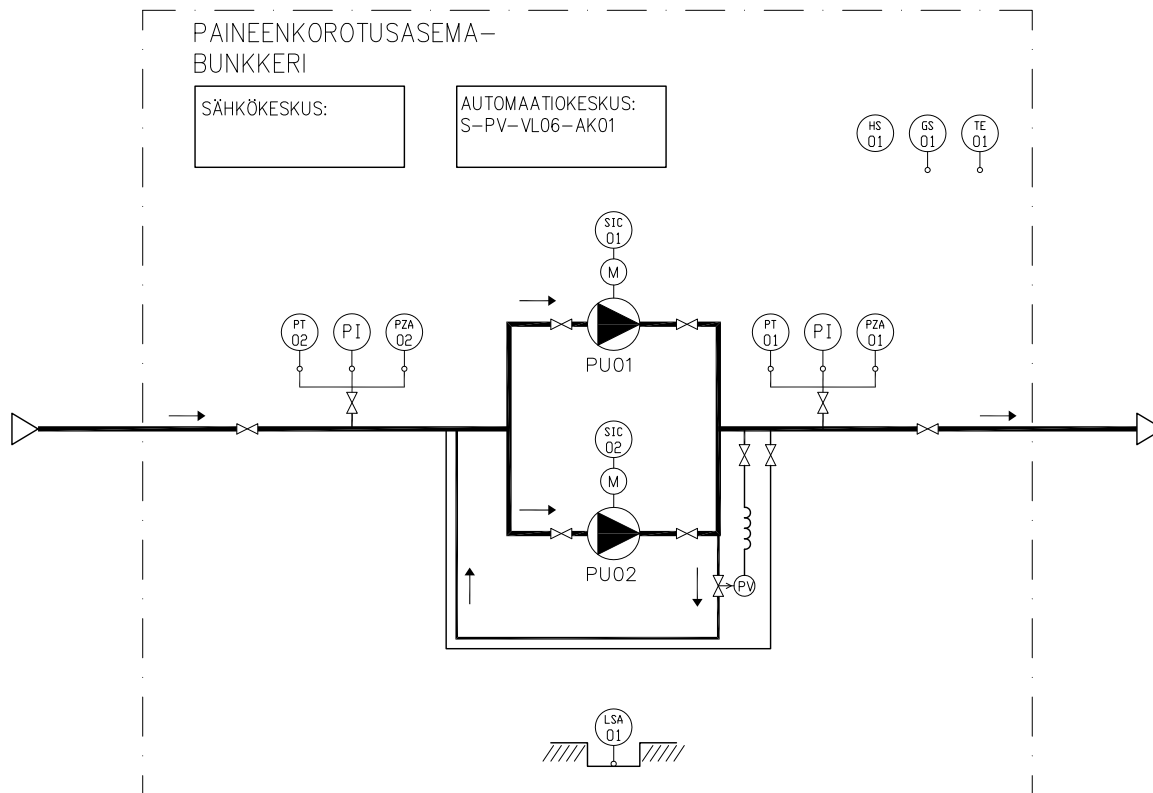 PAINEENKOROTUSASEMA-
BUNKKERI
SÄHKÖKESKUS:
AUTOMAATIOKESKUS:
S-PV-VL06-AK01
HS
01
GS
01
TE
01
SIC
01
M
PU01
PT
02
PI
PZA
02
PT
01
PI
PZA
01
SIC
02
M
PU02
PV
LSA
01